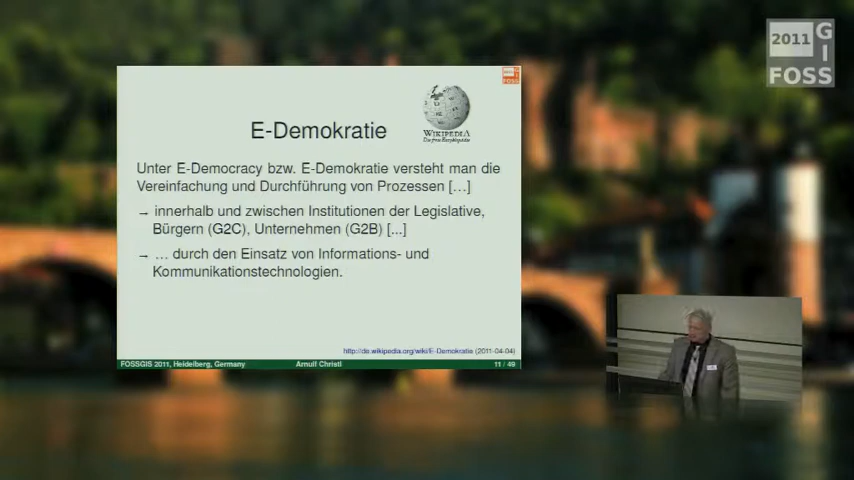 2011
GI
FOSS
WIKIPEDIA
E-Demokratie
Unter E-Democracy bzw. E-Demokratie versteht man die
Vereinfachung und Durchführung von Prozessen […]
→ innerhalb und zwischen Institutionen der Legislative,
Bürgern (G2C), Unternehmen (G2B) [...]
→ … durch den Einsatz von Informations- und
Kommunikationstechnologien.
http://de.wikipedia.org/wiki/E-Demokratie (2011-04-04)
FOSSGIS 2011, Heidelberg, Germany
Arnulf Christl
11 / 49